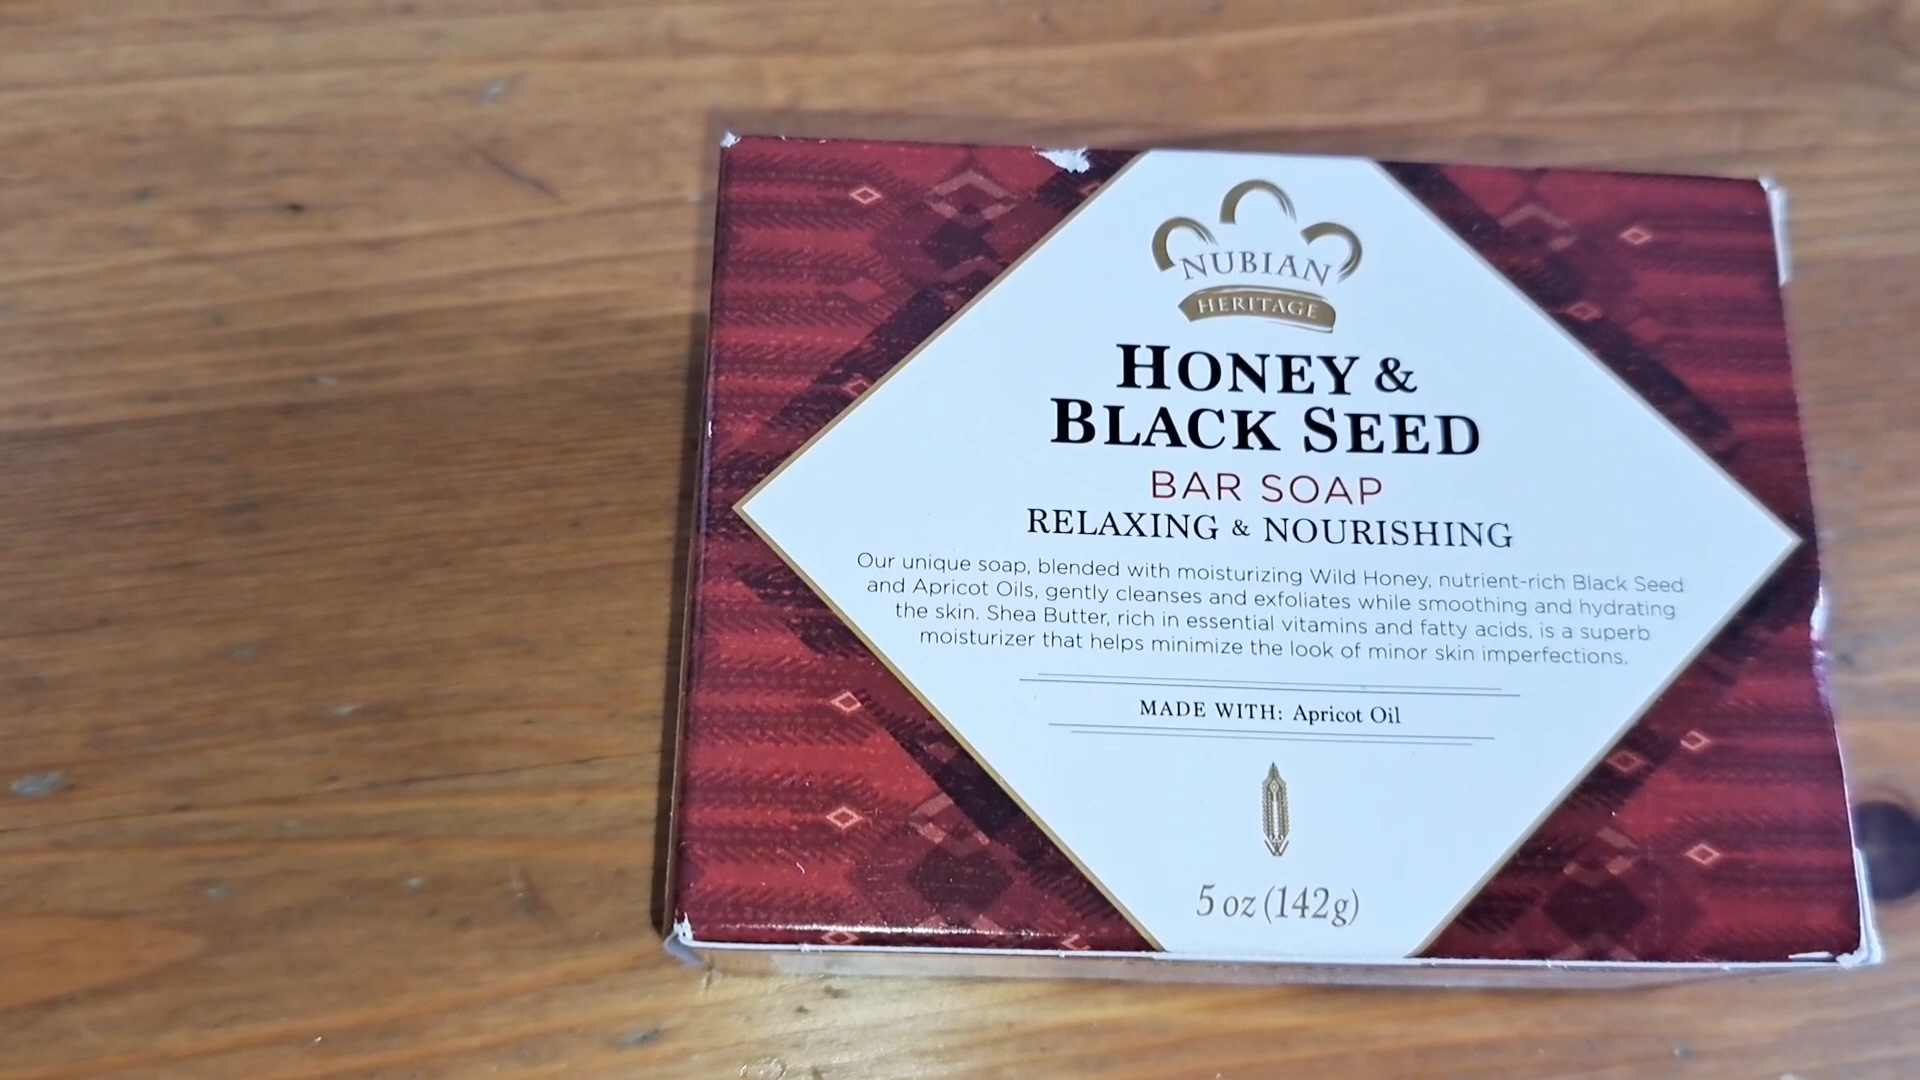 NUBIAN
HERITAGE
HONEY &
BLACK SEED
BAR SOAP
RELAXING & NOURISHING
Our unique soap, blended with moisturizing Wild Honey, nutrient-rich Black Seed
and Apricot Oils, gently cleanses and exfoliates while smoothing and hydrating
the skin. Shea Butter, rich in essential vitamins and fatty acids, is a superb
moisturizer that helps minimize the look of minor skin imperfections.
MADE WITH: Apricot Oil
5 oz (142g)